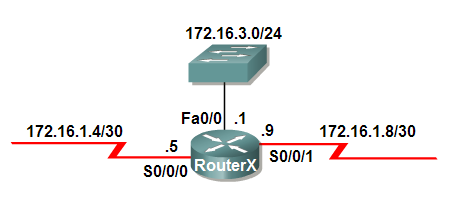 172.16.3.0/24
Fa0/0 .1
172.16.1.4/30 .5 .9 172.16.1.8/30
S0/0/0 RouterX S0/0/1